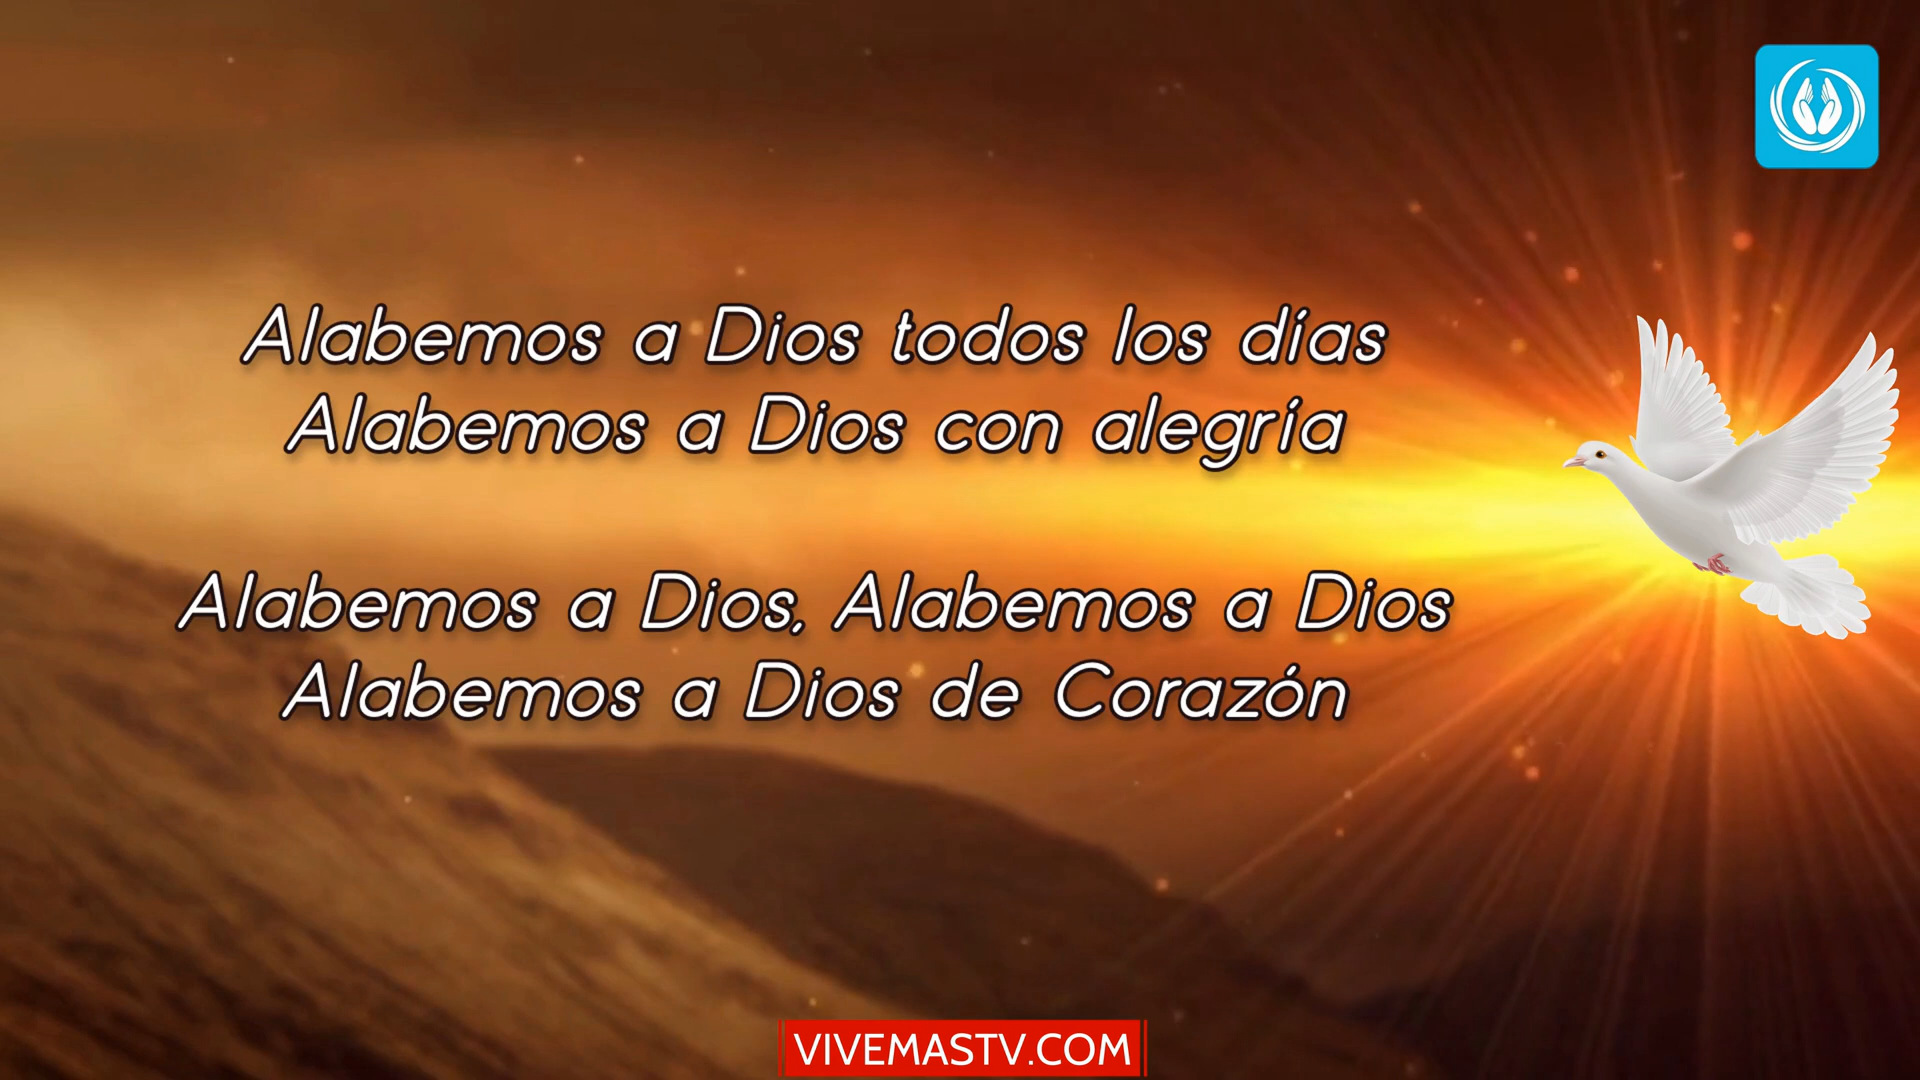 Alabemos a Dios todos los días
Alabemos a Dios con alegría
Alabemos a Dios, Alabemos a Dios
Alabemos a Dios de Corazón
VIVEMASTV.COM